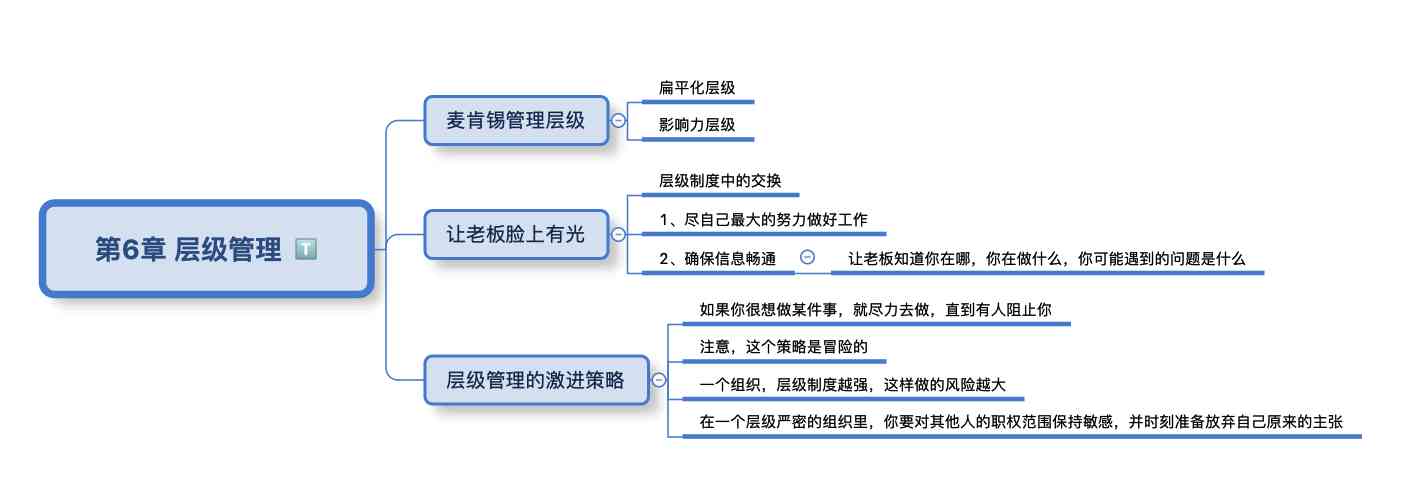 第6章 层级管理 T
麦肯锡管理层级
扁平化层级
影响力层级
让老板脸上有光
层级制度中的交换
1、尽自己最大的努力做好工作
2、确保信息畅通
让老板知道你在哪，你在做什么，你可能遇到的问题是什么
层级管理的激进策略
如果你很想做某件事，就尽力去做，直到有人阻止你
注意，这个策略是冒险的
一个组织，层级制度越强，这样做的风险越大
在一个层级严密的组织里，你要对其他人的职权范围保持敏感，并时刻准备放弃自己原来的主张